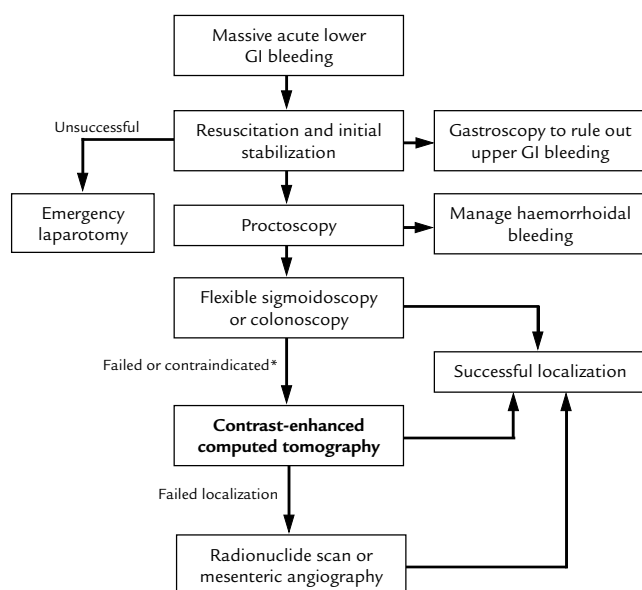 Massive acute lower
GI bleeding
Unsuccessful
Resuscitation and initial
stabilization
Gastroscopy to rule out
upper GI bleeding
Emergency
laparotomy
Proctoscopy
Manage haemorrhoidal
bleeding
Flexible sigmoidoscopy
or colonoscopy
Failed or contraindicated*
Successful localization
Contrast-enhanced
computed tomography
Failed localization
Radionuclide scan or
mesenteric angiography